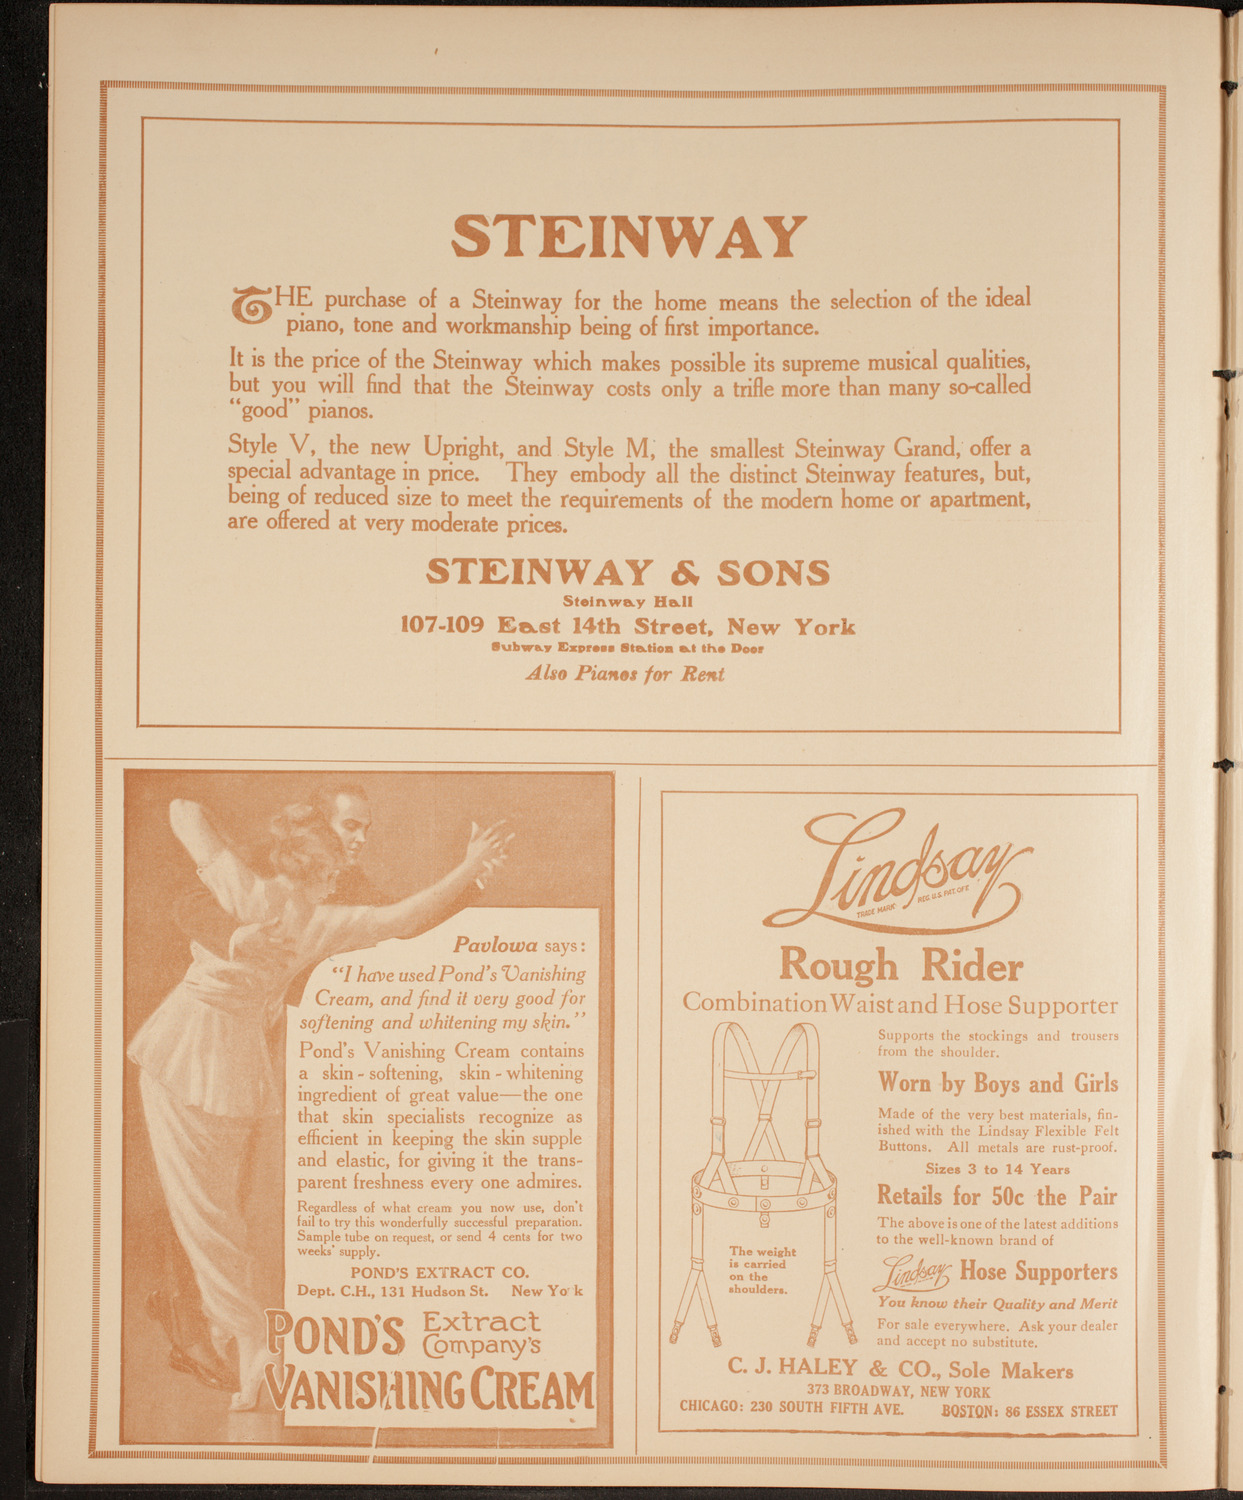 STEINWAY
THE purchase of a Steinway for the home means the selection of the ideal
piano, tone and workmanship being of first importance.
It is the price of the Steinway which makes possible its supreme musical qualities,
but you will find that the Steinway costs only a trifle more than many so-called
“good” pianos.
Style V, the new Upright, and Style M, the smallest Steinway Grand, offer a
special advantage in price. They embody all the distinct Steinway features, but,
being of reduced size to meet the requirements of the modern home or apartment,
are offered at very moderate prices.
STEINWAY & SONS
Steinway Hall
107-109 East 14th Street, New York
Subway Express Station at the Door
Also Pianos for Rent
Pavlowa says:
“I have used Pond's Vanishing
Cream, and find it very good for
softening and whitening my skin.”
Pond's Vanishing Cream contains
a skin-softening, skin-whitening
ingredient of great value—the one
that skin specialists recognize as
efficient in keeping the skin supple
and elastic, for giving it the trans-
parent freshness every one admires.
Regardless of what cream you now use, don't
fail to try this wonderfully successful preparation.
Sample tube on request, or send 4 cents for two
weeks' supply.
POND'S EXTRACT CO.
Dept. C.H., 131 Hudson St. New Yo k
POND'S Extract
Company's
VANISHING CREAM
Lindsay
TRADE MARK REG. U.S. PAT. OFF.
Rough Rider
Combination Waist and Hose Supporter
Supports the stockings and trousers
from the shoulder.
Worn by Boys and Girls
Made of the very best materials, fin-
ished with the Lindsay Flexible Felt
Buttons. All metals are rust-proof.
Sizes 3 to 14 Years
Retails for 50c the Pair
The above is one of the latest additions
to the well-known brand of
Lindsay Hose Supporters
You know their Quality and Merit
For sale everywhere. Ask your dealer
and accept no substitute.
The weight
is carried
on the
shoulders.
C. J. HALEY & CO., Sole Makers
373 BROADWAY, NEW YORK
CHICAGO: 230 SOUTH FIFTH AVE. BOSTON: 86 ESSEX STREET